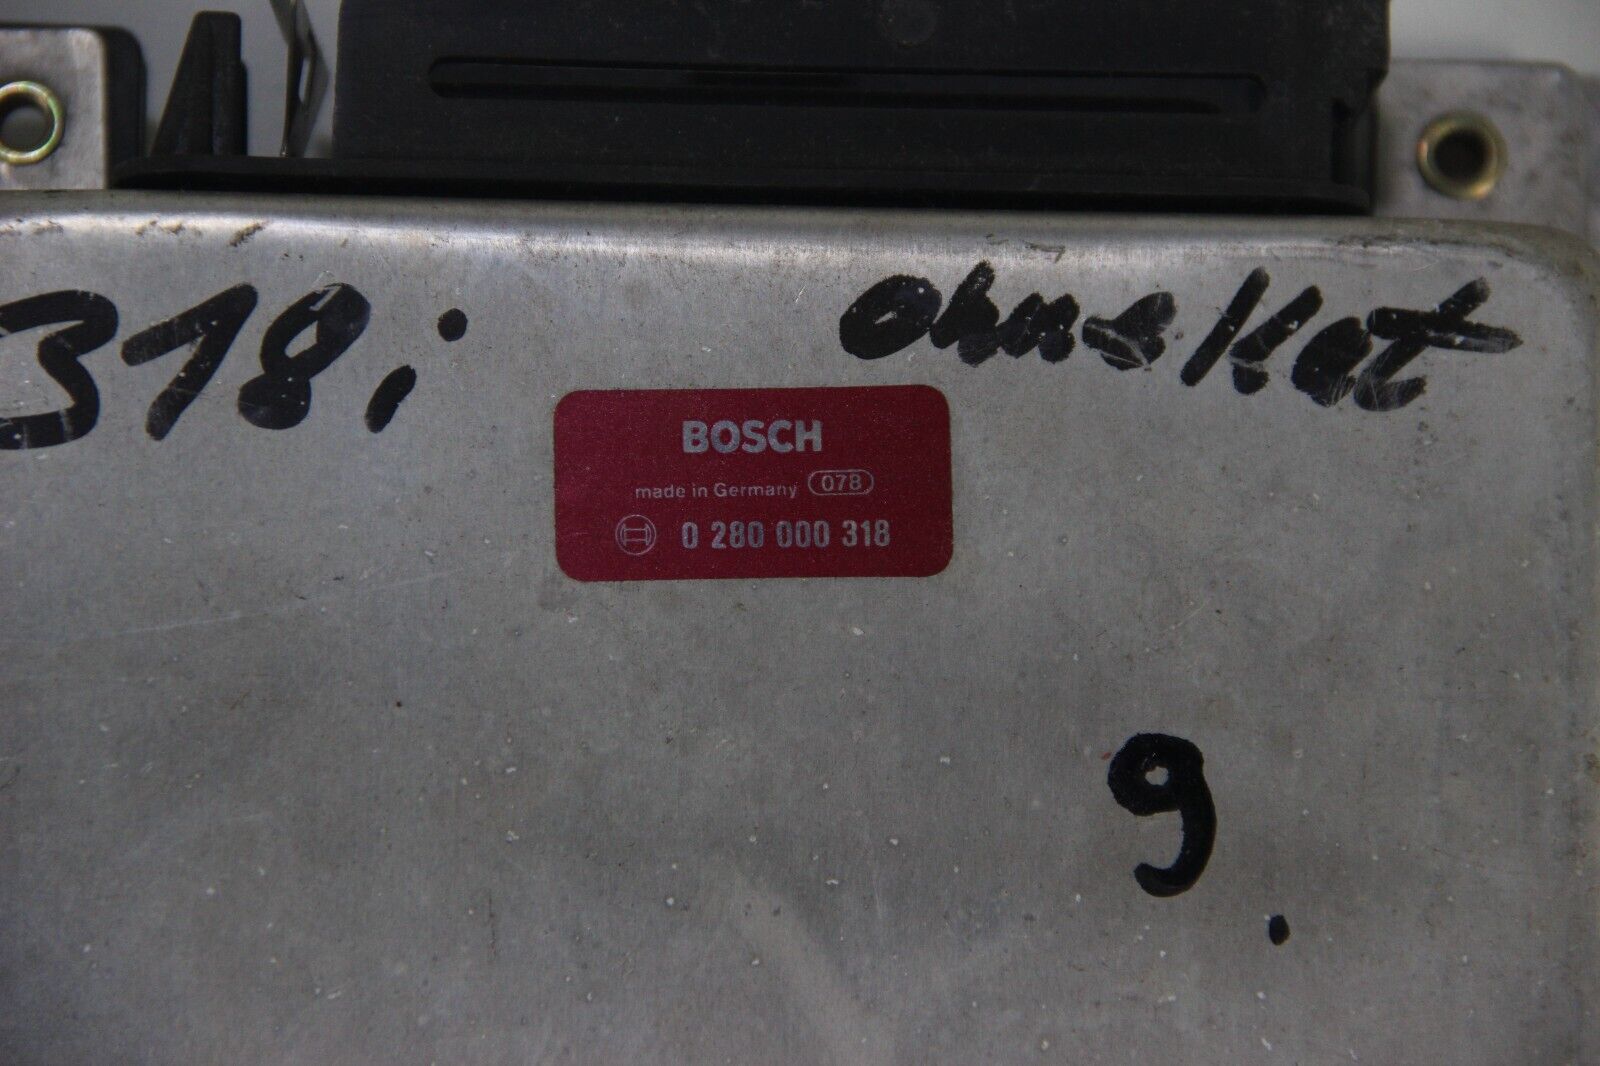 318i
ohne Kat
BOSCH
made in Germany 078
0 280 000 318
9.